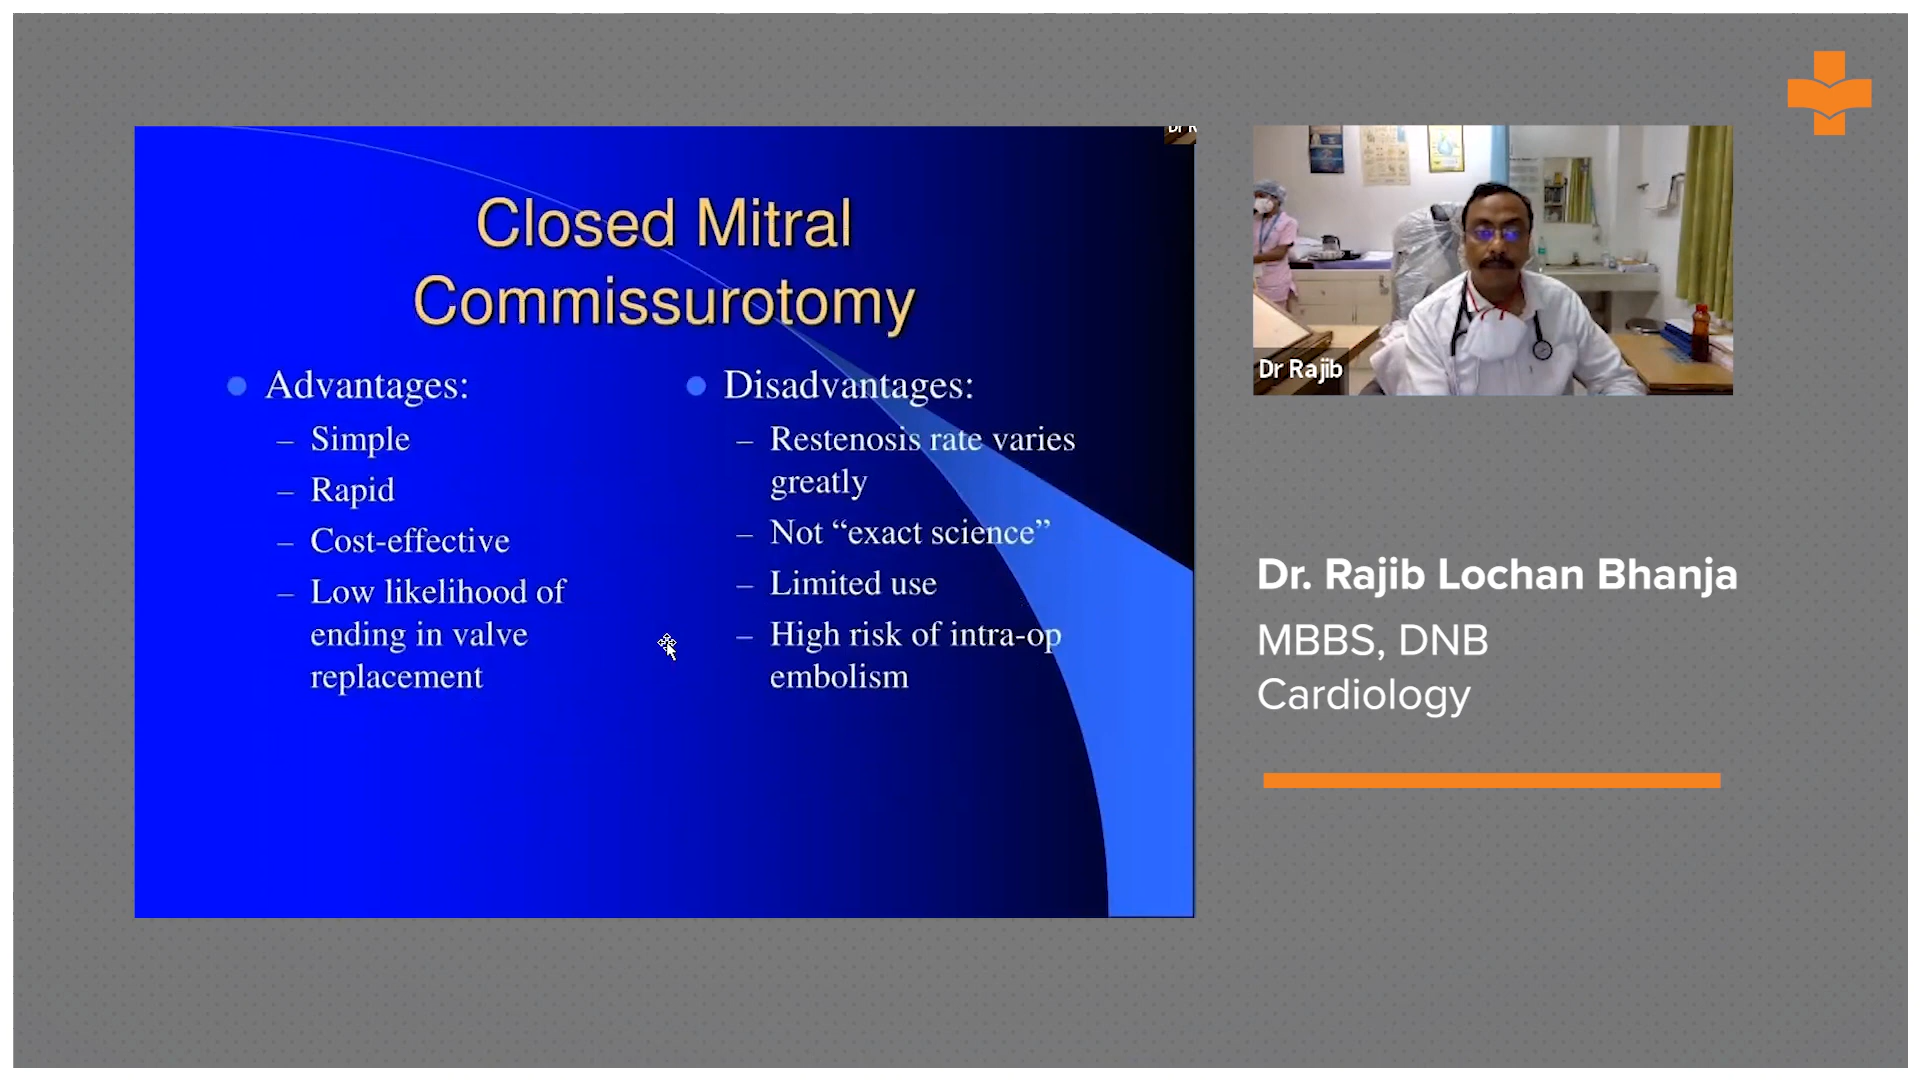 Closed Mitral
Commissurotomy
Advantages:
– Simple
– Rapid
– Cost-effective
– Low likelihood of
ending in valve
replacement
Disadvantages:
– Restenosis rate varies
greatly
– Not “exact science”
– Limited use
– High risk of intra-op
embolism
Dr R
Dr Rajib
Dr. Rajib Lochan Bhanja
MBBS, DNB
Cardiology